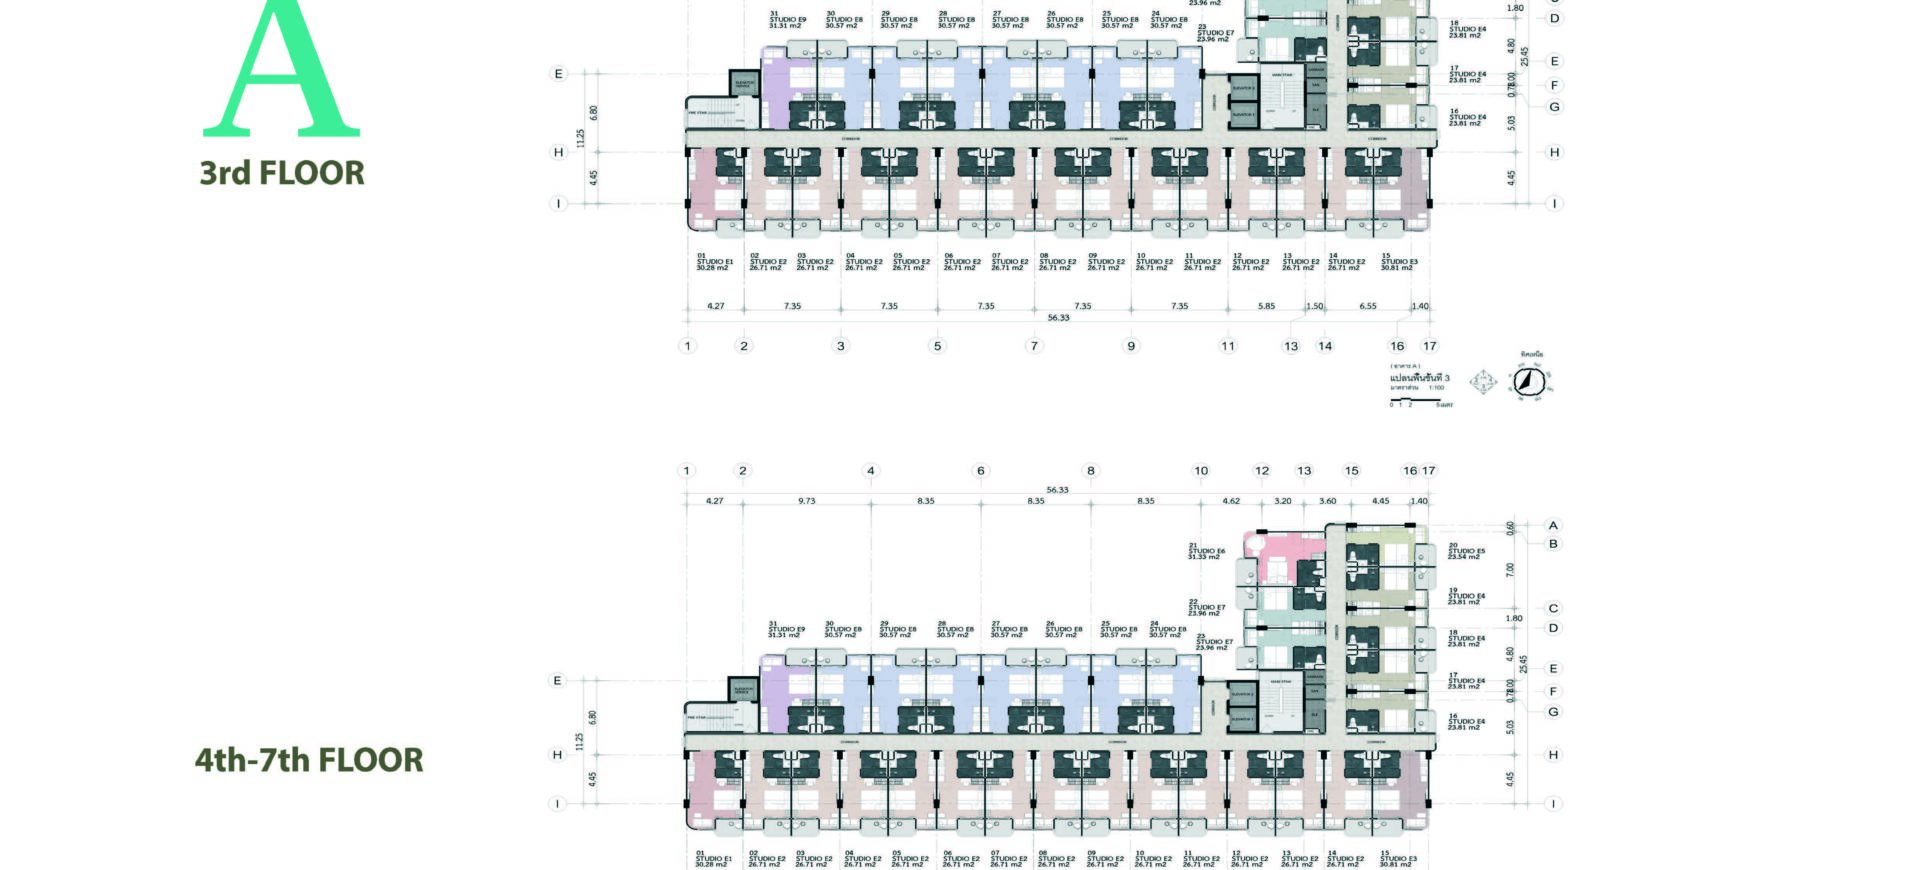 A
3rd FLOOR
23.96 m2
31
STUDIO E9
31.31 m2
30
STUDIO E8
30.57 m2
29
STUDIO E8
30.57 m2
28
STUDIO E8
30.57 m2
27
STUDIO E8
30.57 m2
26
STUDIO E8
30.57 m2
25
STUDIO E8
30.57 m2
24
STUDIO E8
30.57 m2
23
STUDIO E7
23.96 m2
18
STUDIO E4
23.81 m2
17
STUDIO E4
23.81 m2
16
STUDIO E4
23.81 m2
1.80
4.80
25.45
0.78
1.00
5.03
4.45
D
E
F
G
H
I
E
H
I
6.80
11.25
4.45
CORRIDOR
CORRIDOR
CORRIDOR
01
STUDIO E1
30.28 m2
02
STUDIO E2
26.71 m2
03
STUDIO E2
26.71 m2
04
STUDIO E2
26.71 m2
05
STUDIO E2
26.71 m2
06
STUDIO E2
26.71 m2
07
STUDIO E2
26.71 m2
08
STUDIO E2
26.71 m2
09
STUDIO E2
26.71 m2
10
STUDIO E2
26.71 m2
11
STUDIO E2
26.71 m2
12
STUDIO E2
26.71 m2
13
STUDIO E2
26.71 m2
14
STUDIO E2
26.71 m2
15
STUDIO E3
30.81 m2
4.27 7.35 7.35 7.35 7.35 7.35 5.85 1.50 6.55 1.40
56.33
1 2 3 5 7 9 11 13 14 16 17
ทิศเหนือ
( อาคาร A )
แปลนพื้นชั้นที่ 3
มาตราส่วน 1:100
0 1 2 5 เมตร
4th-7th FLOOR
1 2 4 6 8 10 12 13 15 16 17
56.33
4.27 9.73 8.35 8.35 8.35 4.62 3.20 3.60 4.45 1.40
21
STUDIO E6
31.33 m2
22
STUDIO E7
23.96 m2
23
STUDIO E7
23.96 m2
31
STUDIO E9
31.31 m2
30
STUDIO E8
30.57 m2
29
STUDIO E8
30.57 m2
28
STUDIO E8
30.57 m2
27
STUDIO E8
30.57 m2
26
STUDIO E8
30.57 m2
25
STUDIO E8
30.57 m2
24
STUDIO E8
30.57 m2
20
STUDIO E5
23.54 m2
19
STUDIO E4
23.81 m2
18
STUDIO E4
23.81 m2
17
STUDIO E4
23.81 m2
16
STUDIO E4
23.81 m2
0.60
7.00
1.80
4.80
25.45
0.78
1.00
5.03
4.45
A
B
C
D
E
F
G
H
I
E
H
I
6.80
11.25
4.45
MAIN STAIR
CORRIDOR
CORRIDOR
01
STUDIO E1
30.28 m2
02
STUDIO E2
26.71 m2
03
STUDIO E2
26.71 m2
04
STUDIO E2
26.71 m2
05
STUDIO E2
26.71 m2
06
STUDIO E2
26.71 m2
07
STUDIO E2
26.71 m2
08
STUDIO E2
26.71 m2
09
STUDIO E2
26.71 m2
10
STUDIO E2
26.71 m2
11
STUDIO E2
26.71 m2
12
STUDIO E2
26.71 m2
13
STUDIO E2
26.71 m2
14
STUDIO E2
26.71 m2
15
STUDIO E3
30.81 m2